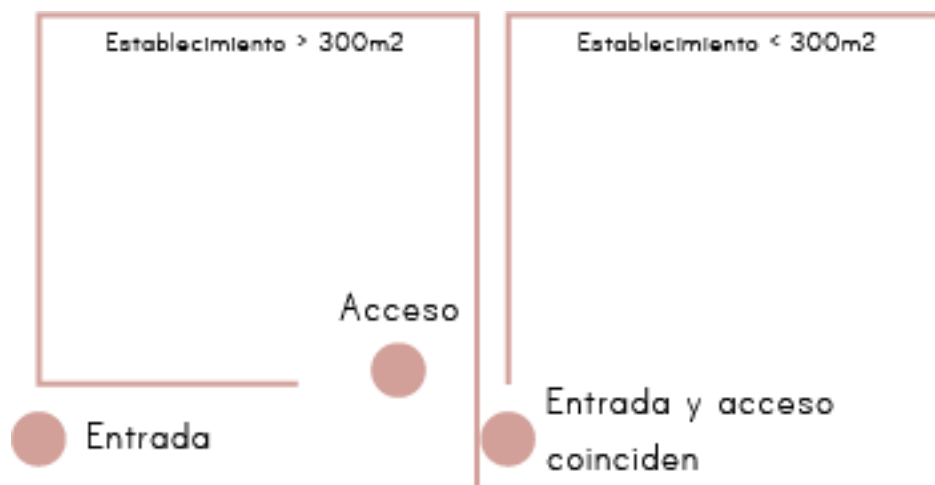 Establecimiento > 300m2
Establecimiento < 300m2
Acceso
Entrada
Entrada y acceso
coinciden